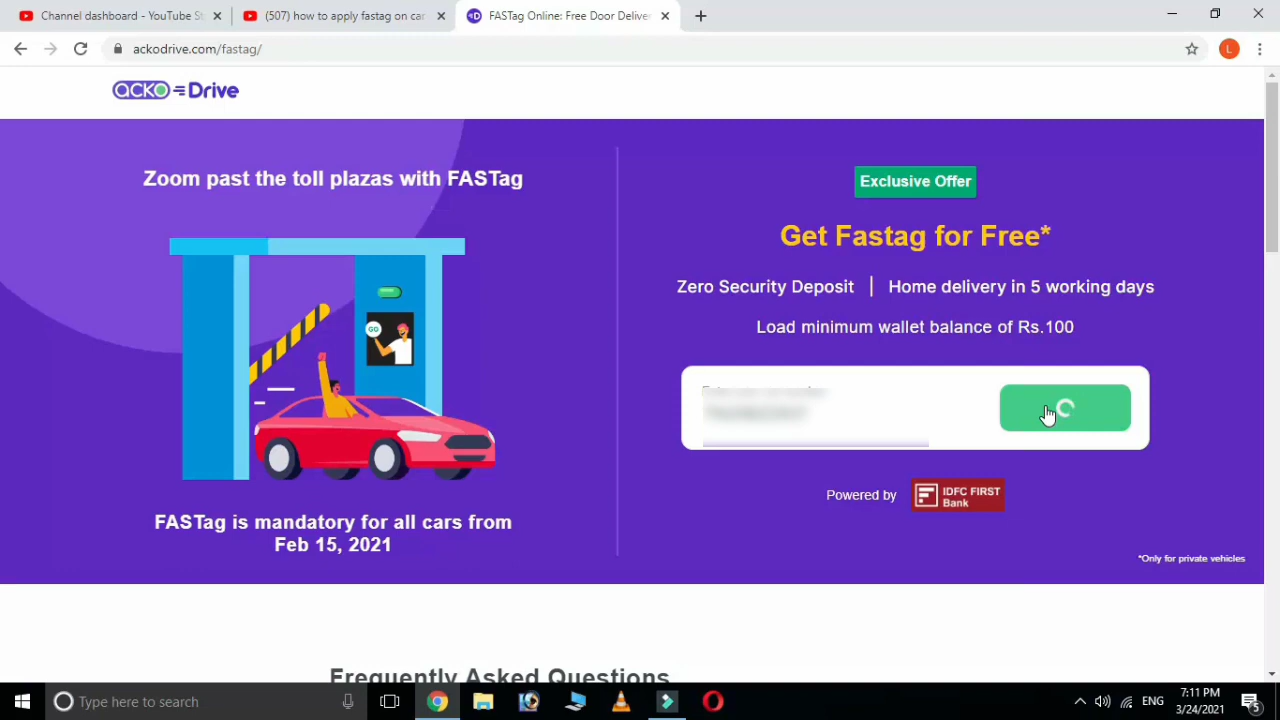 Channel dashboard - YouTube St
(507) how to apply fastag on car
FASTag Online: Free Door Deliver
ackodrive.com/fastag/
L
acko Drive
Zoom past the toll plazas with FASTag
GO
FASTag is mandatory for all cars from
Feb 15, 2021
Exclusive Offer
Get Fastag for Free*
Zero Security Deposit | Home delivery in 5 working days
Load minimum wallet balance of Rs.100
Powered by IDFC FIRST
Bank
*Only for private vehicles
Frequently Asked Questions
Type here to search
ENG
7:11 PM
3/24/2021
5